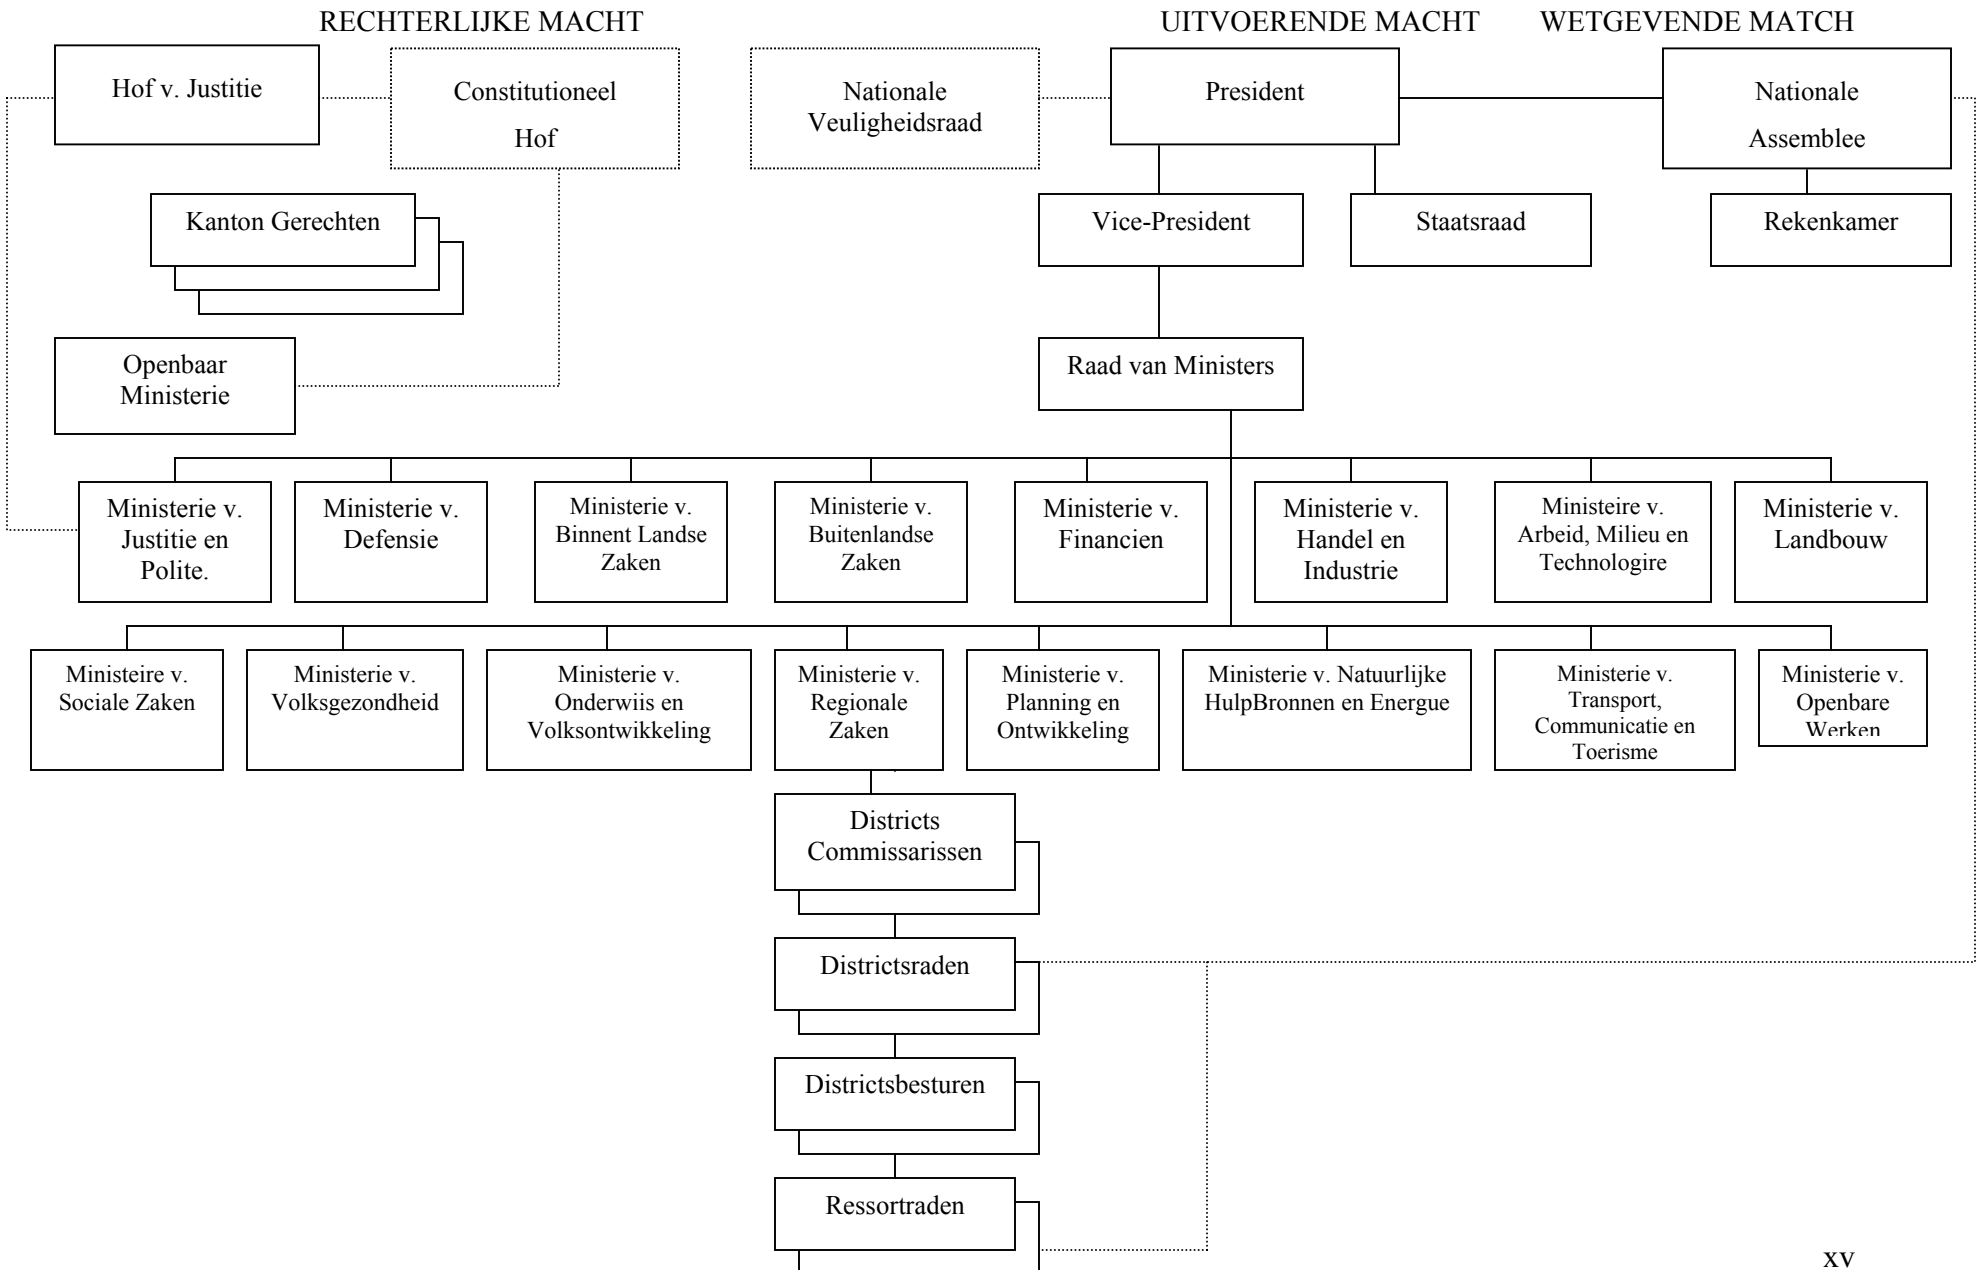 RECHTERLIJKE MACHT
UITVOERENDE MACHT
WETGEVENDE MATCH
Hof v. Justitie
Constitutioneel
Hof
Nationale
Veuligheidsraad
President
Nationale
Assemblee
Kanton Gerechten
Vice-President
Staatsraad
Rekenkamer
Openbaar
Ministerie
Raad van Ministers
Ministerie v.
Justitie en
Polite.
Ministerie v.
Defensie
Ministerie v.
Binnent Landse
Zaken
Ministerie v.
Buitenlandse
Zaken
Ministerie v.
Financien
Ministerie v.
Handel en
Industrie
Ministeire v.
Arbeid, Milieu en
Technologire
Ministerie v.
Landbouw
Ministeire v.
Sociale Zaken
Ministerie v.
Volksgezondheid
Ministerie v.
Onderwiis en
Volksontwikkeling
Ministerie v.
Regionale
Zaken
Ministerie v.
Planning en
Ontwikkeling
Ministerie v. Natuurlijke
HulpBronnen en Energue
Ministerie v.
Transport,
Communicatie en
Toerisme
Ministerie v.
Openbare
Werken
Districts
Commissarissen
Districtsraden
Districtsbesturen
Ressortraden
xv